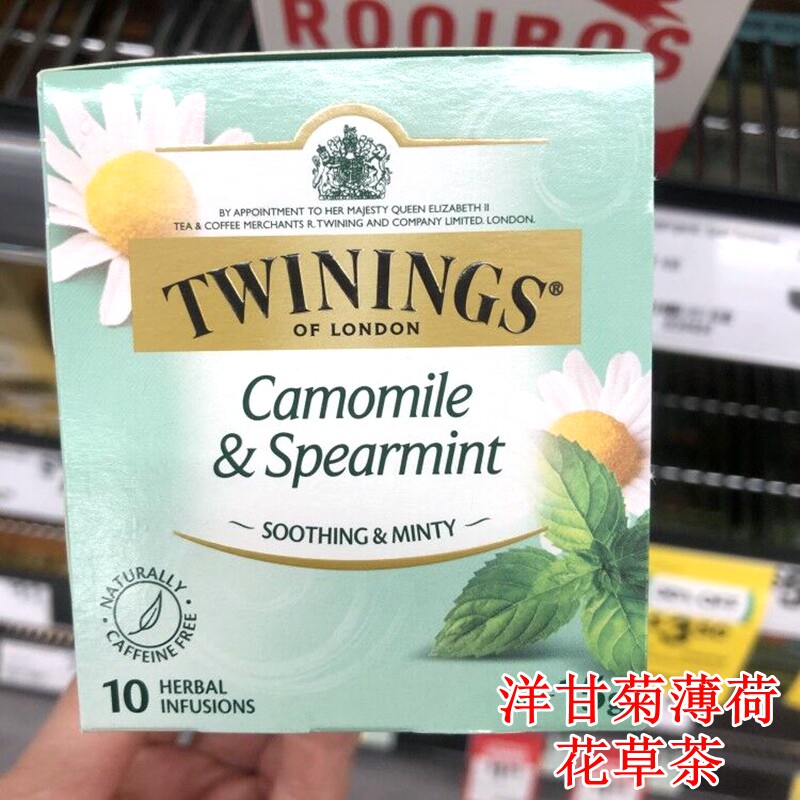 ROOIBOS
BY APPOINTMENT TO HER MAJESTY QUEEN ELIZABETH II
TEA & COFFEE MERCHANTS R. TWINING AND COMPANY LIMITED. LONDON.
TWININGS®
OF LONDON
Camomile
& Spearmint
~ SOOTHING & MINTY ~
• NATURALLY •
CAFFEINE FREE
10 HERBAL
INFUSIONS
洋甘菊薄荷
花草茶